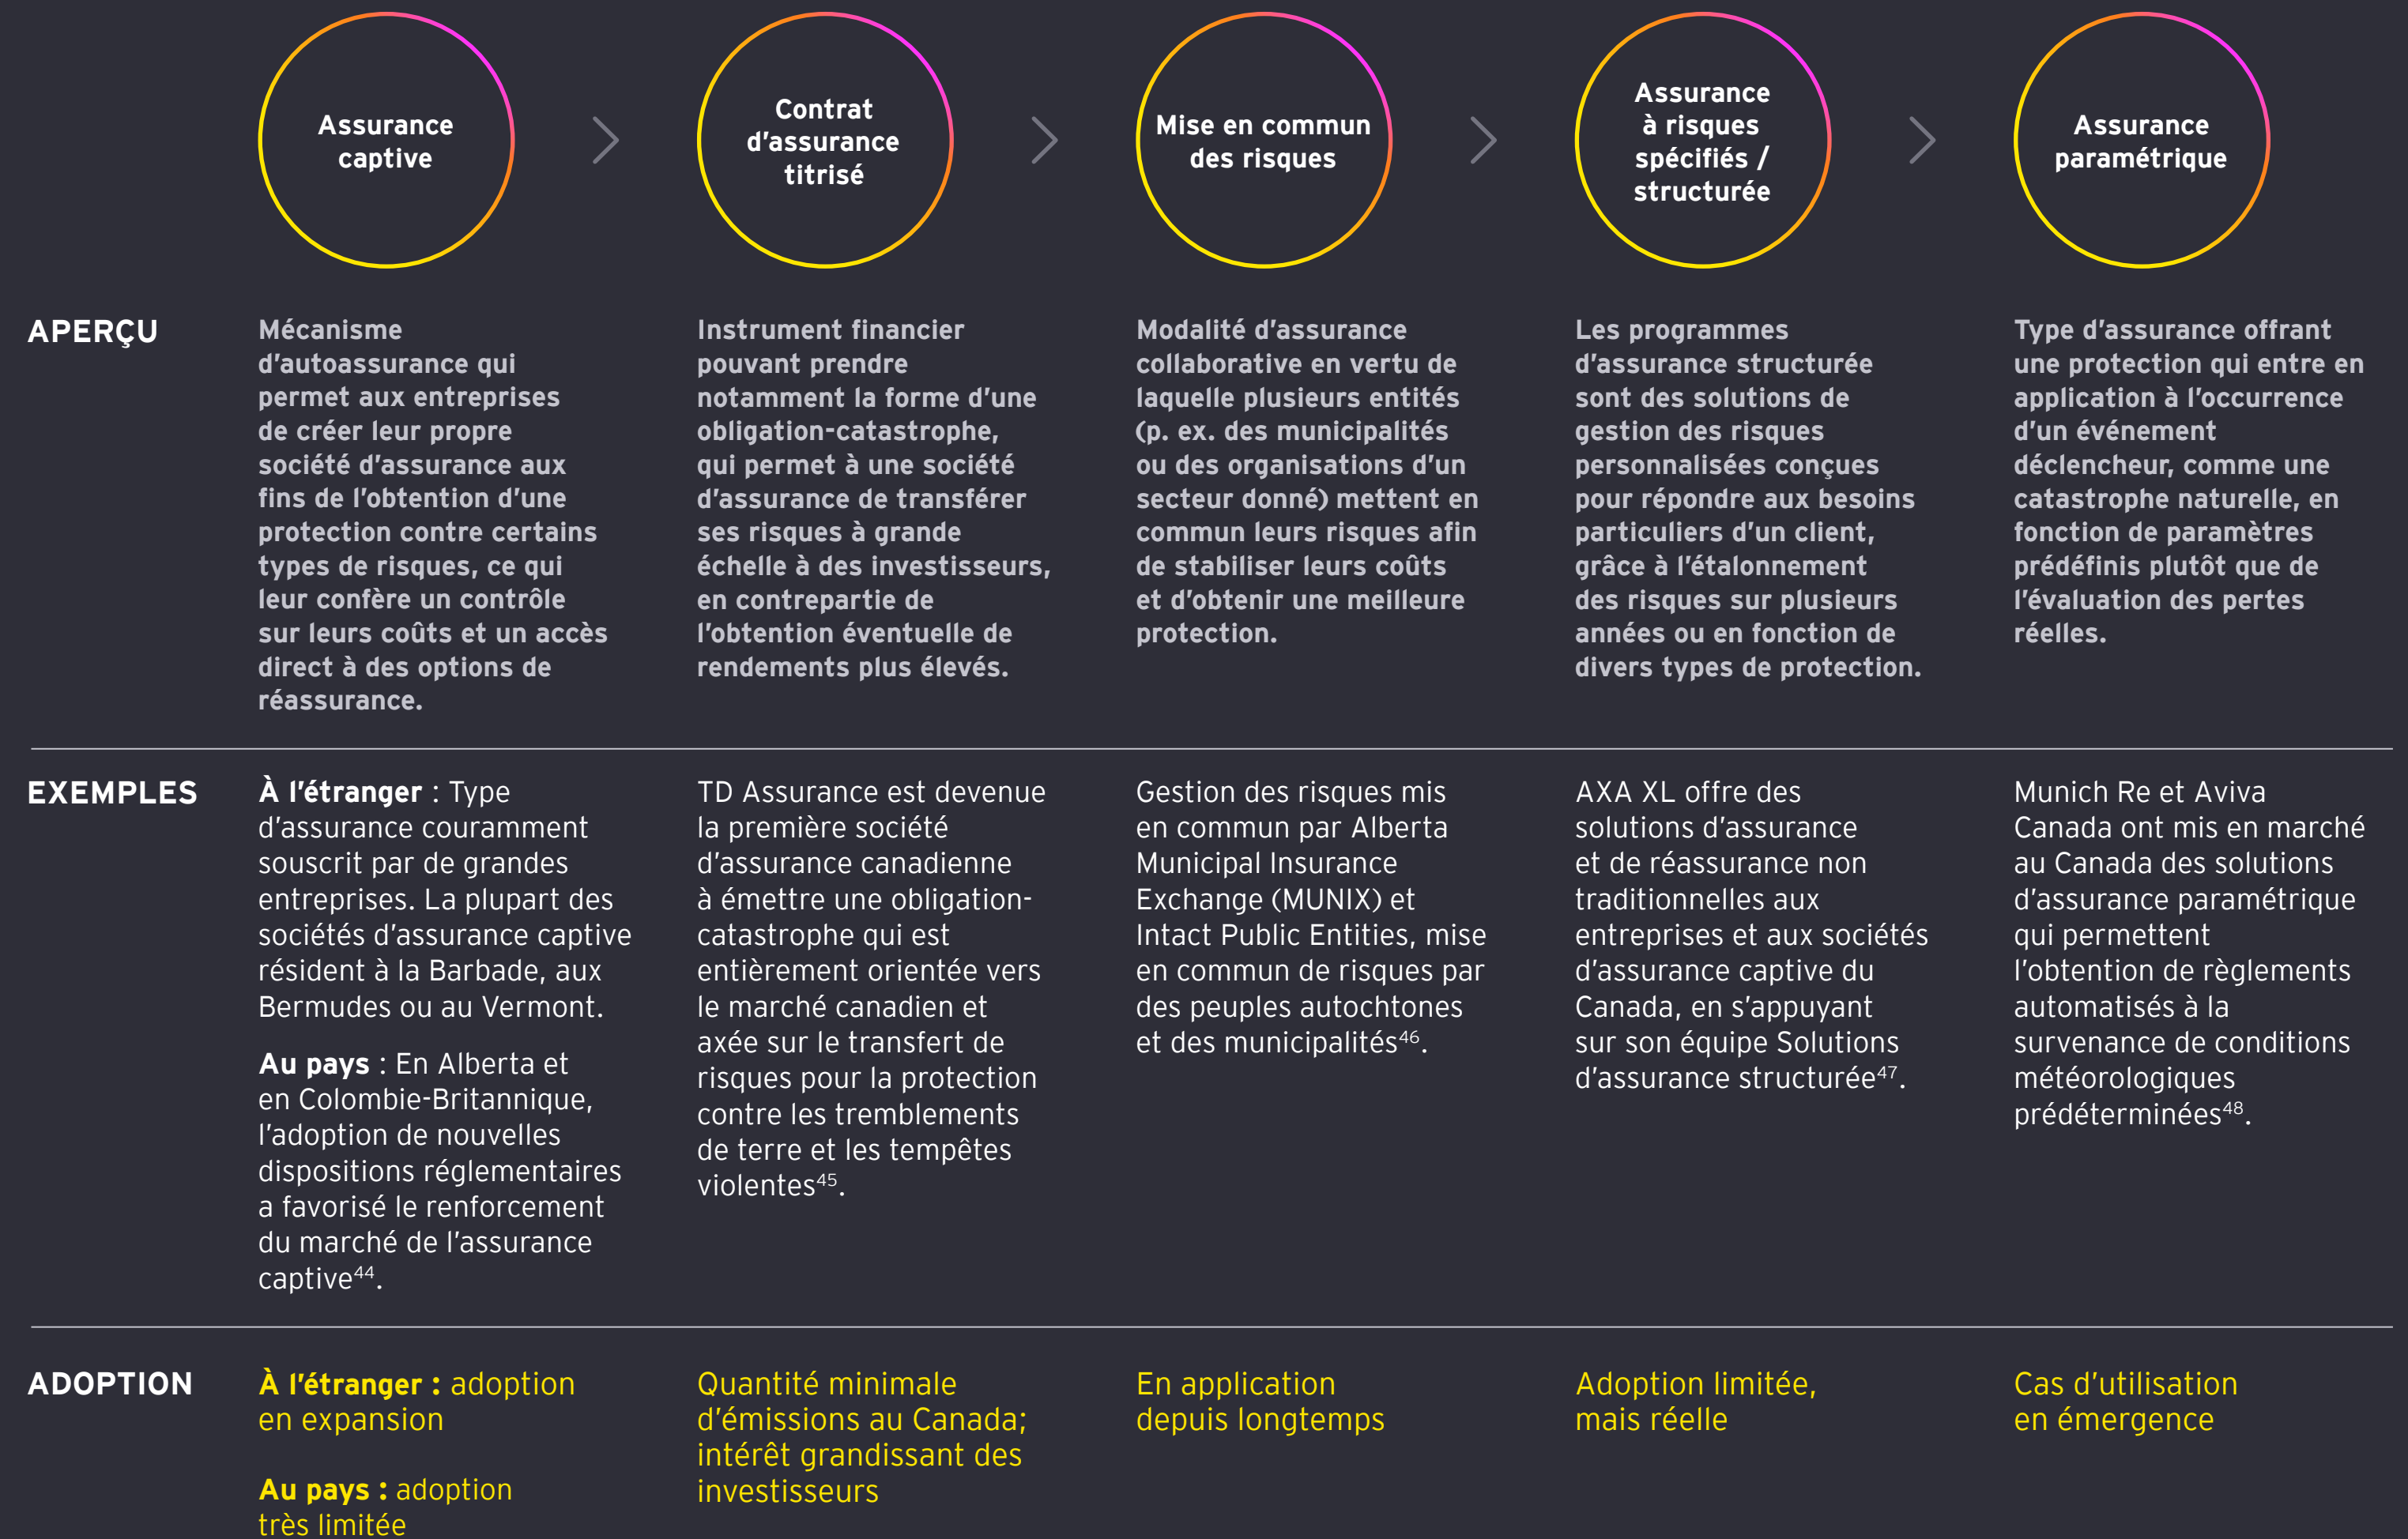 Assurance
captive
Contrat
d'assurance
titrisé
Mise en commun
des risques
Assurance
à risques
spécifiés /
structurée
Assurance
paramétrique
APERÇU
Mécanisme
d'autoassurance qui
permet aux entreprises
de créer leur propre
société d'assurance aux
fins de l'obtention d'une
protection contre certains
types de risques, ce qui
leur confère un contrôle
sur leurs coûts et un accès
direct à des options de
réassurance.
Instrument financier
pouvant prendre
notamment la forme d'une
obligation-catastrophe,
qui permet à une société
d'assurance de transférer
ses risques à grande
échelle à des investisseurs,
en contrepartie de
l'obtention éventuelle de
rendements plus élevés.
Modalité d'assurance
collaborative en vertu de
laquelle plusieurs entités
(p. ex. des municipalités
ou des organisations d'un
secteur donné) mettent en
commun leurs risques afin
de stabiliser leurs coûts
et d'obtenir une meilleure
protection.
Les programmes
d'assurance structurée
sont des solutions de
gestion des risques
personnalisées conçues
pour répondre aux besoins
particuliers d'un client,
grâce à l'étalonnement
des risques sur plusieurs
années ou en fonction de
divers types de protection.
Type d'assurance offrant
une protection qui entre en
application à l'occurrence
d'un événement
déclencheur, comme une
catastrophe naturelle, en
fonction de paramètres
prédéfinis plutôt que de
l'évaluation des pertes
réelles.
EXEMPLES
À l'étranger : Type
d'assurance couramment
souscrit par de grandes
entreprises. La plupart des
sociétés d'assurance captive
résident à la Barbade, aux
Bermudes ou au Vermont.
Au pays : En Alberta et
en Colombie-Britannique,
l'adoption de nouvelles
dispositions réglementaires
a favorisé le renforcement
du marché de l'assurance
captive⁴⁴.
TD Assurance est devenue
la première société
d'assurance canadienne
à émettre une obligation-
catastrophe qui est
entièrement orientée vers
le marché canadien et
axée sur le transfert de
risques pour la protection
contre les tremblements
de terre et les tempêtes
violentes⁴⁵.
Gestion des risques mis
en commun par Alberta
Municipal Insurance
Exchange (MUNIX) et
Intact Public Entities, mise
en commun de risques par
des peuples autochtones
et des municipalités⁴⁶.
AXA XL offre des
solutions d'assurance
et de réassurance non
traditionnelles aux
entreprises et aux sociétés
d'assurance captive du
Canada, en s'appuyant
sur son équipe Solutions
d'assurance structurée⁴⁷.
Munich Re et Aviva
Canada ont mis en marché
au Canada des solutions
d'assurance paramétrique
qui permettent
l'obtention de règlements
automatisés à la
survenance de conditions
météorologiques
prédéterminées⁴⁸.
ADOPTION
À l'étranger : adoption
en expansion
Au pays : adoption
très limitée
Quantité minimale
d'émissions au Canada;
intérêt grandissant des
investisseurs
En application
depuis longtemps
Adoption limitée,
mais réelle
Cas d'utilisation
en émergence